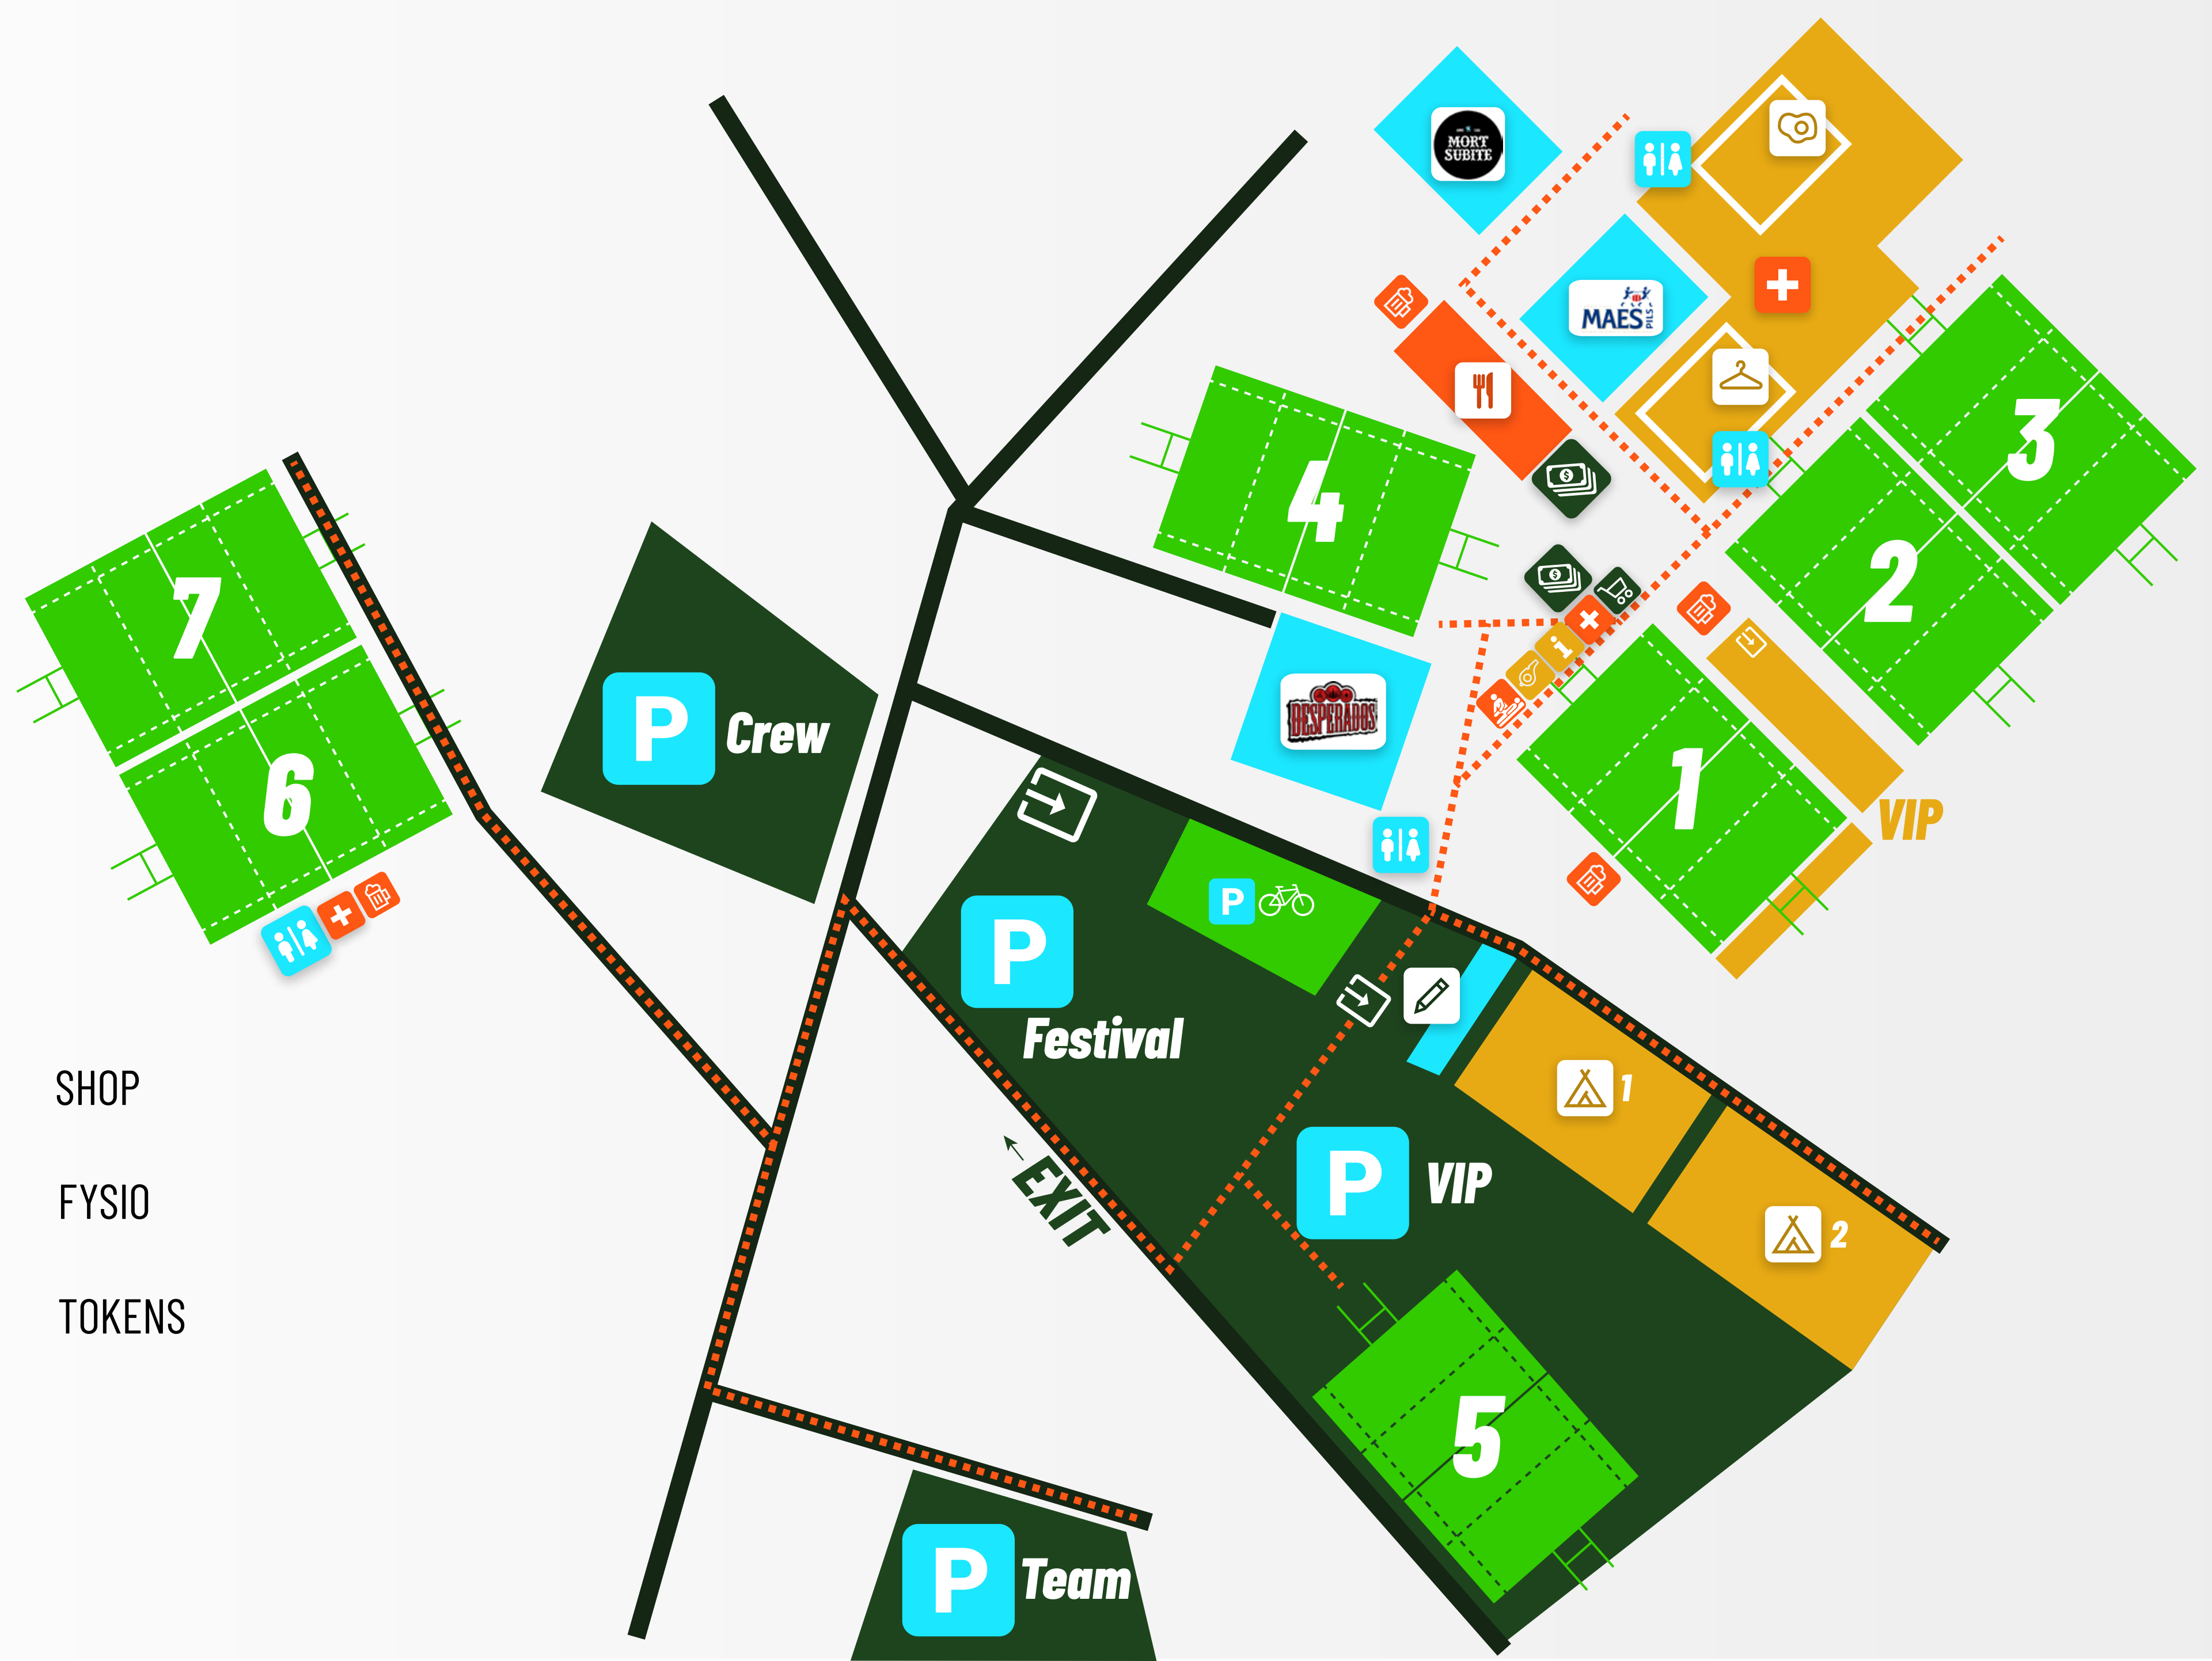 MORT
SUBITE
MAES
PILS
3
4
2
7
P Crew
DESPERADOS
1
6
VIP
P
P
Festival
SHOP
1
P VIP
FYSIO
EXIT
2
TOKENS
5
P Team
i